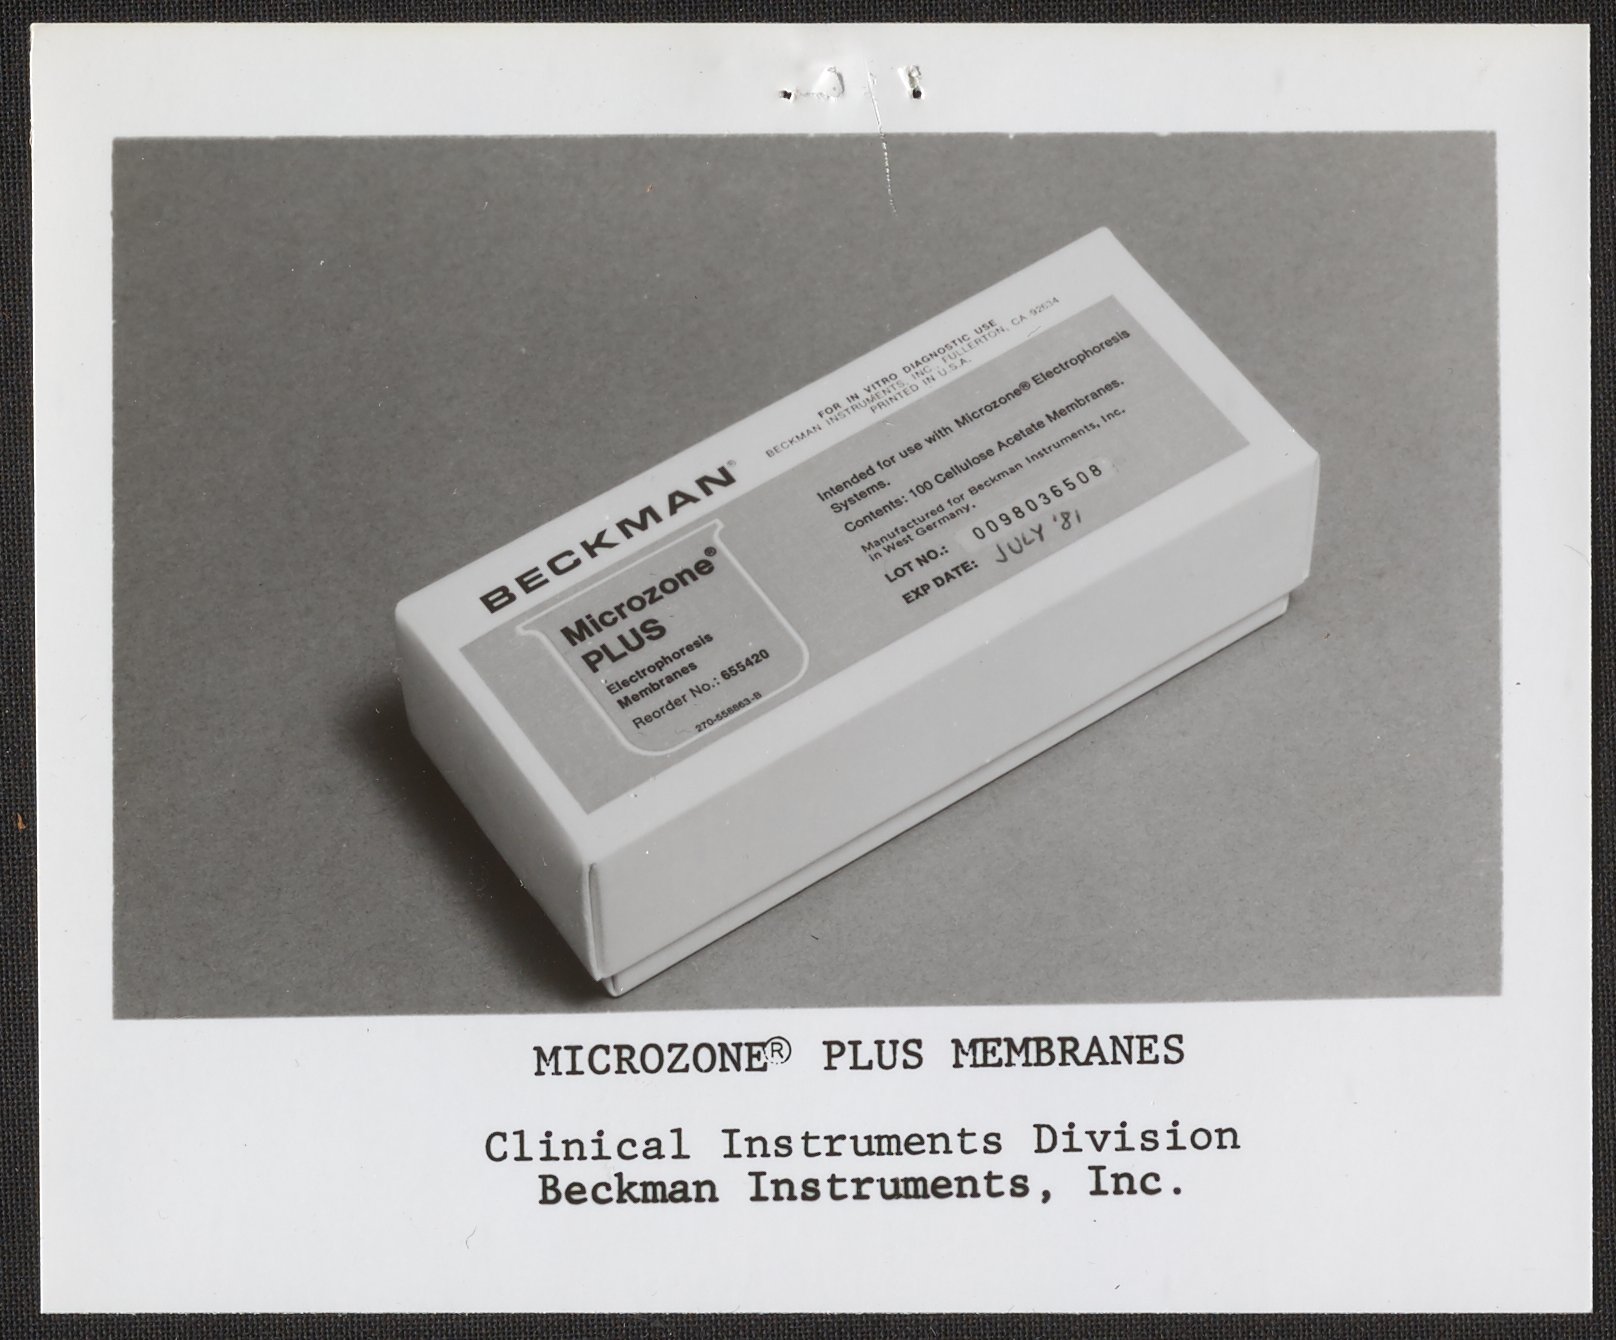 BECKMAN®
FOR IN VITRO DIAGNOSTIC USE
BECKMAN INSTRUMENTS, INC., FULLERTON, CA 92634
PRINTED IN U.S.A.
Microzone®
PLUS
Electrophoresis
Membranes
Reorder No.: 655420
270-558863-B
Intended for use with Microzone® Electrophoresis
Systems.
Contents: 100 Cellulose Acetate Membranes.
Manufactured for Beckman Instruments, Inc.
in West Germany.
LOT NO.: 0098036508
EXP DATE: JULY '81
MICROZONE® PLUS MEMBRANES
Clinical Instruments Division
Beckman Instruments, Inc.